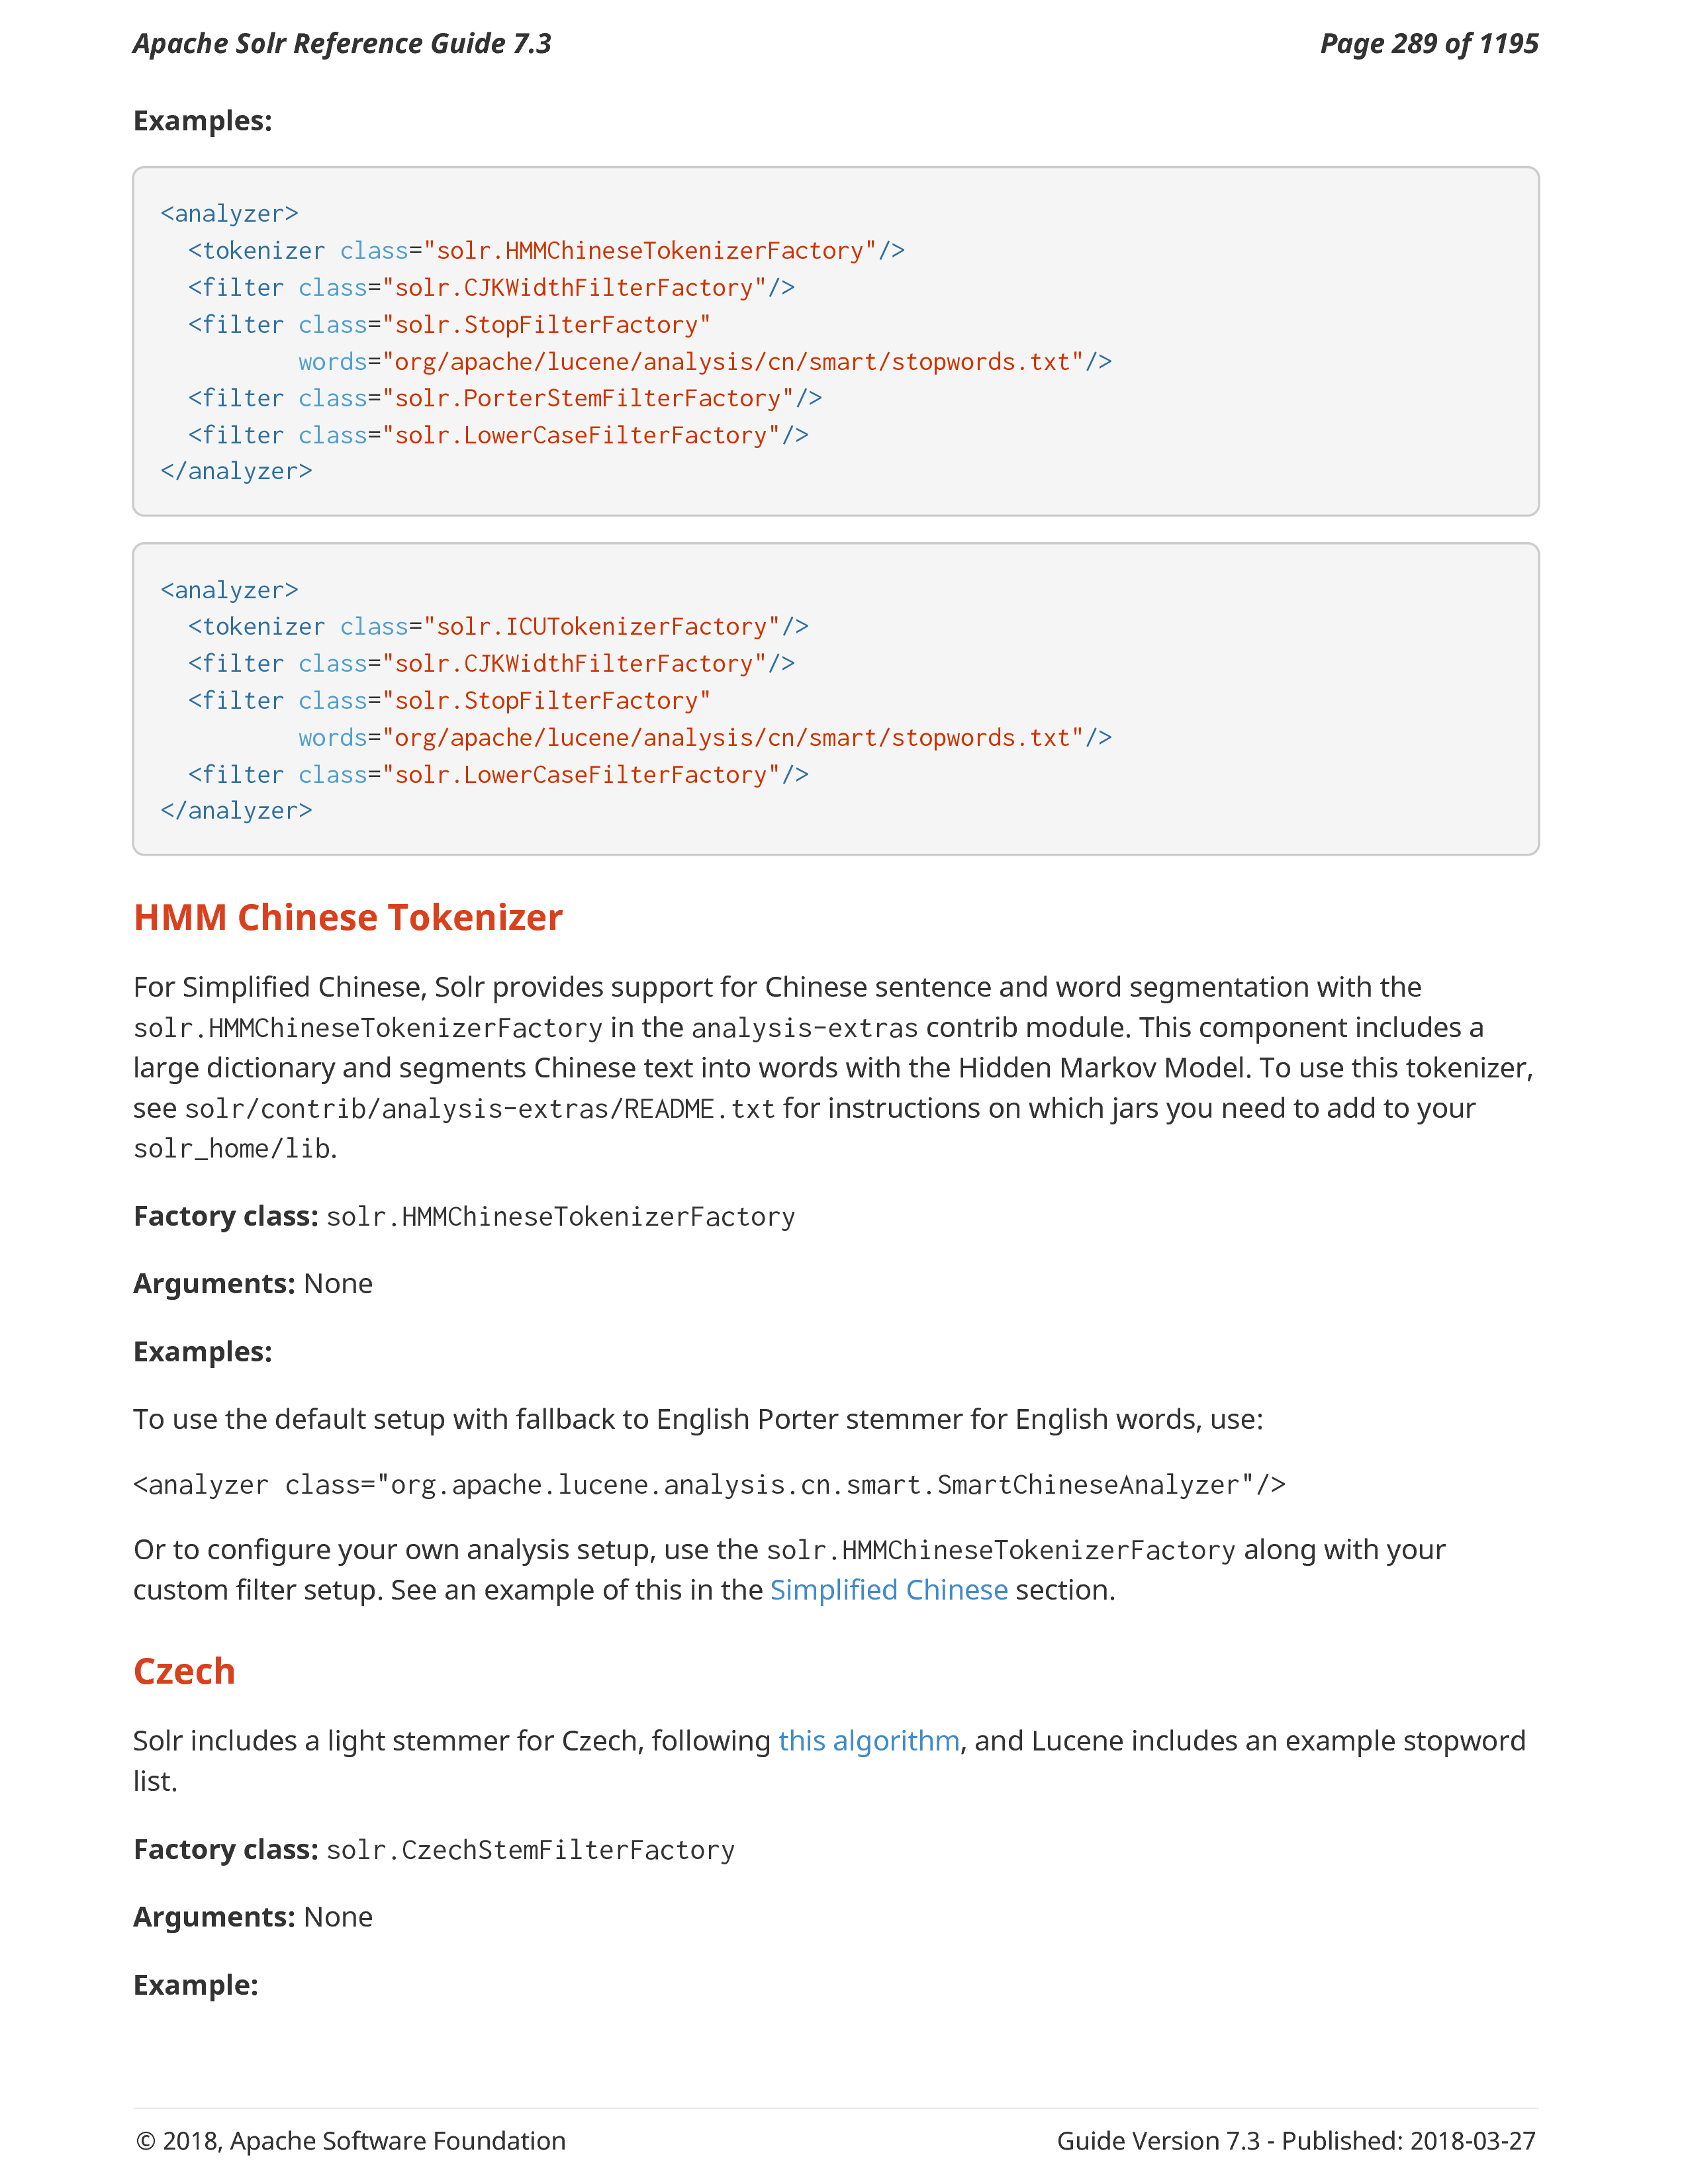 Apache Solr Reference Guide 7.3
Page 289 of 1195
Examples:
<analyzer>
  <tokenizer class="solr.HMMChineseTokenizerFactory"/>
  <filter class="solr.CJKWidthFilterFactory"/>
  <filter class="solr.StopFilterFactory"
          words="org/apache/lucene/analysis/cn/smart/stopwords.txt"/>
  <filter class="solr.PorterStemFilterFactory"/>
  <filter class="solr.LowerCaseFilterFactory"/>
</analyzer>
<analyzer>
  <tokenizer class="solr.ICUTokenizerFactory"/>
  <filter class="solr.CJKWidthFilterFactory"/>
  <filter class="solr.StopFilterFactory"
          words="org/apache/lucene/analysis/cn/smart/stopwords.txt"/>
  <filter class="solr.LowerCaseFilterFactory"/>
</analyzer>
HMM Chinese Tokenizer
For Simplified Chinese, Solr provides support for Chinese sentence and word segmentation with the
solr.HMMChineseTokenizerFactory in the analysis-extras contrib module. This component includes a
large dictionary and segments Chinese text into words with the Hidden Markov Model. To use this tokenizer,
see solr/contrib/analysis-extras/README.txt for instructions on which jars you need to add to your
solr_home/lib.
Factory class: solr.HMMChineseTokenizerFactory
Arguments: None
Examples:
To use the default setup with fallback to English Porter stemmer for English words, use:
<analyzer class="org.apache.lucene.analysis.cn.smart.SmartChineseAnalyzer"/>
Or to configure your own analysis setup, use the solr.HMMChineseTokenizerFactory along with your
custom filter setup. See an example of this in the Simplified Chinese section.
Czech
Solr includes a light stemmer for Czech, following this algorithm, and Lucene includes an example stopword
list.
Factory class: solr.CzechStemFilterFactory
Arguments: None
Example:
© 2018, Apache Software Foundation
Guide Version 7.3 - Published: 2018-03-27